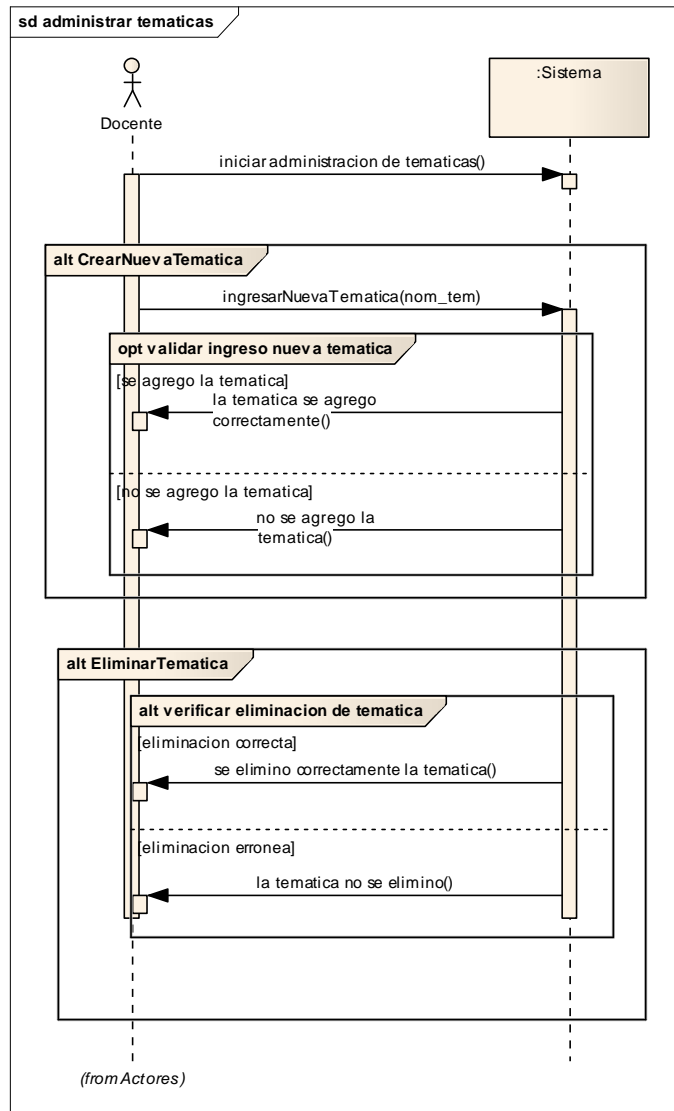 sd administrar tematicas
:Sistema
Docente
iniciar administracion de tematicas()
alt CrearNuevaTematica
ingresarNuevaTematica(nom_tem)
opt validar ingreso nueva tematica
[se agrego la tematica]
la tematica se agrego
correctamente()
[no se agrego la tematica]
no se agrego la
tematica()
alt EliminarTematica
alt verificar eliminacion de tematica
[eliminacion correcta]
se elimino correctamente la tematica()
[eliminacion erronea]
la tematica no se elimino()
(from Actores)